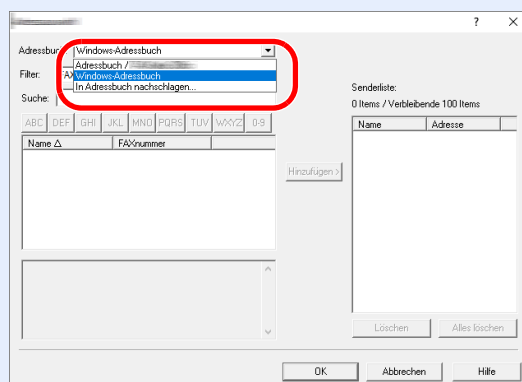 ? X
Adressbu Windows-Adressbuch
Adressbuch /
Windows-Adressbuch
In Adressbuch nachschlagen...
Filter: FAX
Suche:
ABC DEF GHI JKL MNO PQRS TUV WXYZ 0-9
Name △ FAXnummer
Hinzufügen >
Senderliste:
0 Items / Verbleibende 100 Items
Name Adresse
Löschen Alles löschen
OK Abbrechen Hilfe